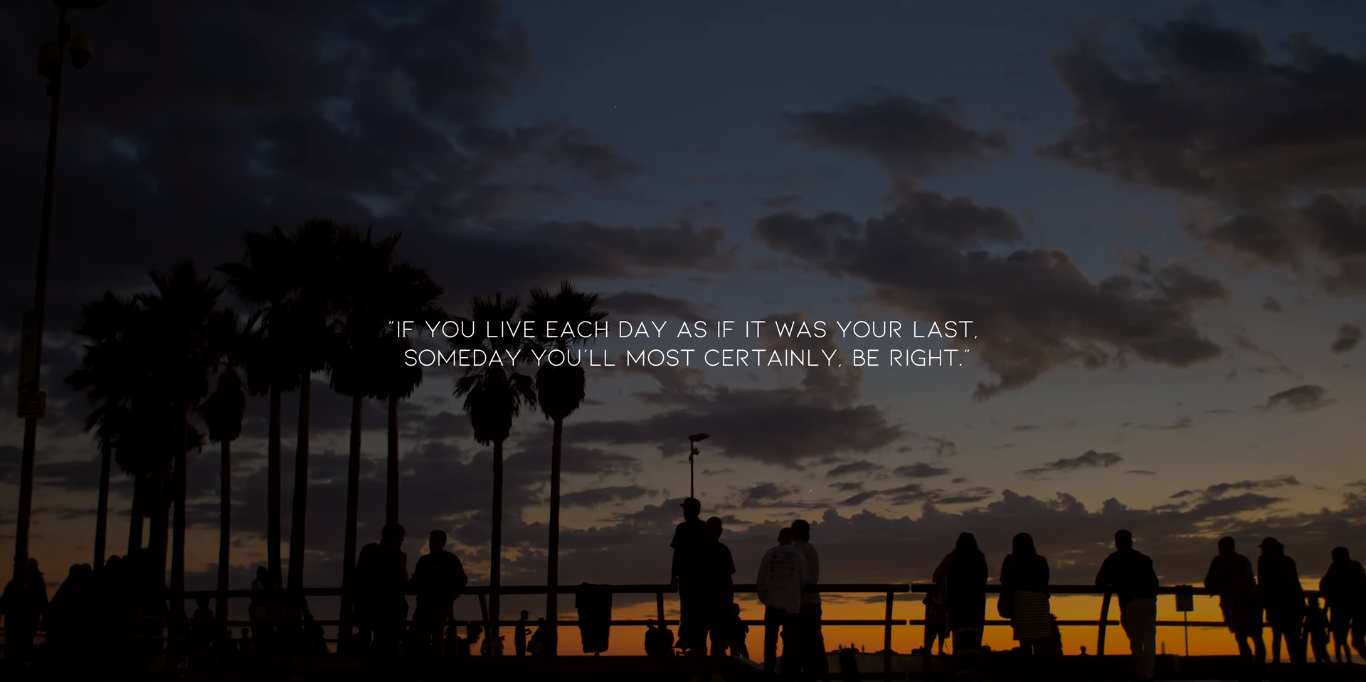 "IF YOU LIVE EACH DAY AS IF IT WAS YOUR LAST,
SOMEDAY YOU'LL MOST CERTAINLY, BE RIGHT."